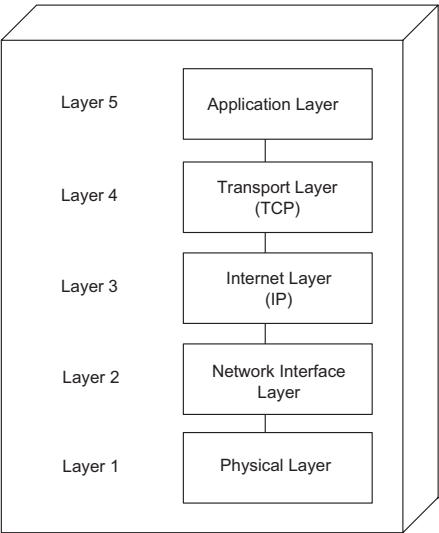 Layer 5
Application Layer
Layer 4
Transport Layer
(TCP)
Layer 3
Internet Layer
(IP)
Layer 2
Network Interface
Layer
Layer 1
Physical Layer